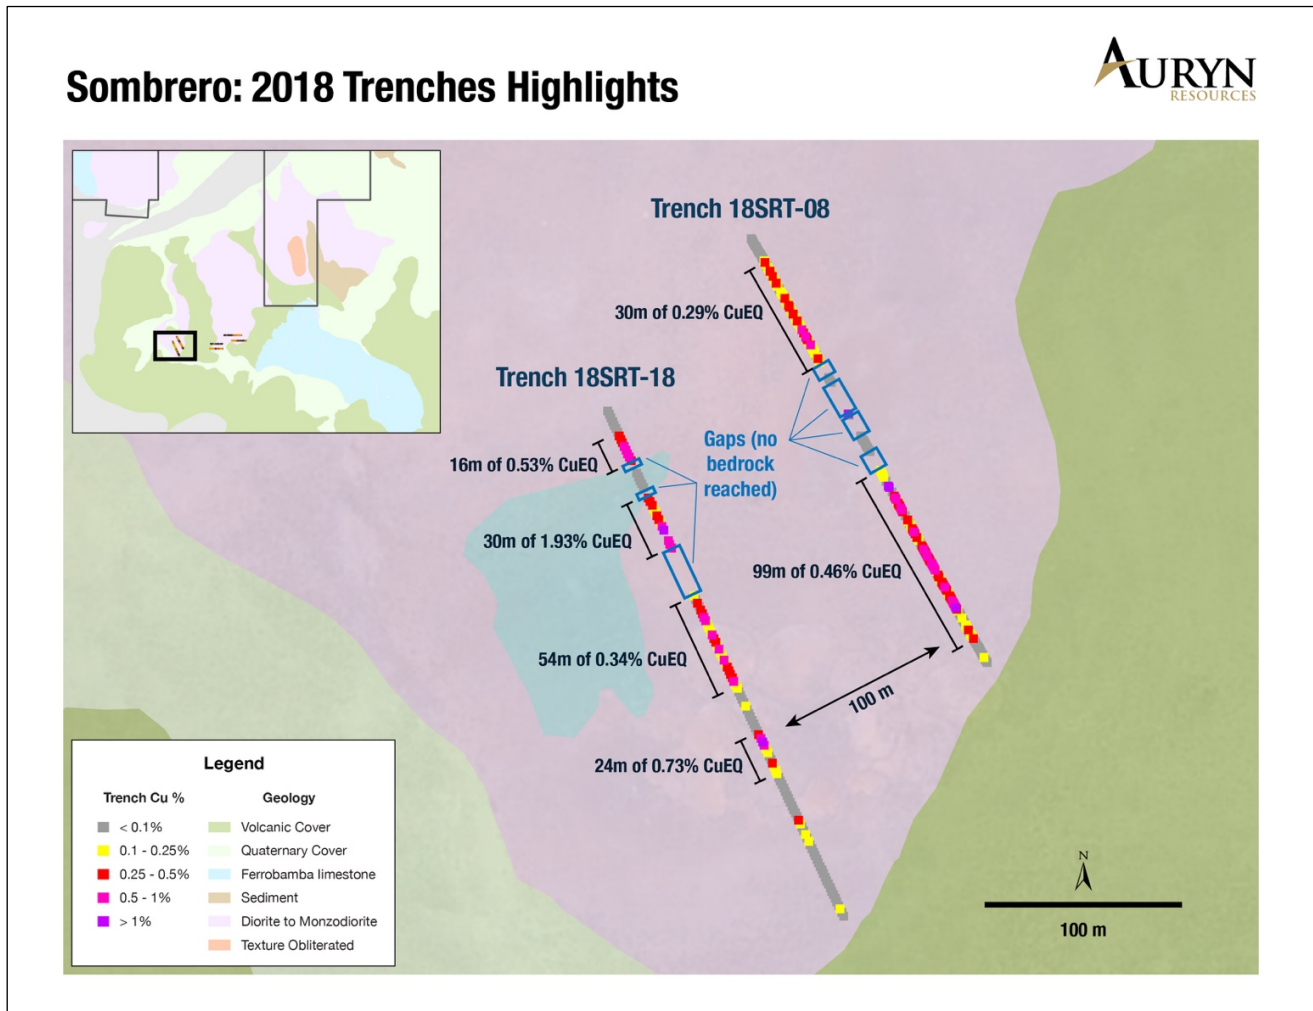 Sombrero: 2018 Trenches Highlights
AURYN
RESOURCES
Trench 18SRT-08
30m of 0.29% CuEQ
Trench 18SRT-18
Gaps (no
bedrock
reached)
16m of 0.53% CuEQ
30m of 1.93% CuEQ
99m of 0.46% CuEQ
54m of 0.34% CuEQ
100 m
24m of 0.73% CuEQ
Legend
Trench Cu %
< 0.1%
0.1 - 0.25%
0.25 - 0.5%
0.5 - 1%
> 1%
Geology
Volcanic Cover
Quaternary Cover
Ferrobamba limestone
Sediment
Diorite to Monzodiorite
Texture Obliterated
N
100 m